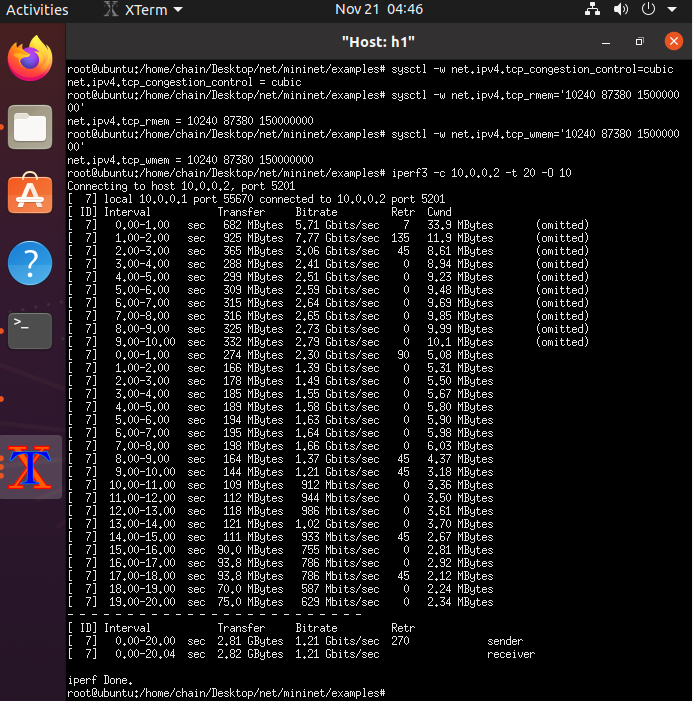 Activities
XTerm
Nov 21 04:46
"Host: h1"
root@ubuntu:/home/chain/Desktop/net/mininet/examples# sysctl -w net.ipv4.tcp_congestion_control=cubic
net.ipv4.tcp_congestion_control = cubic
root@ubuntu:/home/chain/Desktop/net/mininet/examples# sysctl -w net.ipv4.tcp_rmem='10240 87380 1500000
00'
net.ipv4.tcp_rmem = 10240 87380 150000000
root@ubuntu:/home/chain/Desktop/net/mininet/examples# sysctl -w net.ipv4.tcp_wmem='10240 87380 1500000
00'
net.ipv4.tcp_wmem = 10240 87380 150000000
root@ubuntu:/home/chain/Desktop/net/mininet/examples# iperf3 -c 10.0.0.2 -t 20 -O 10
Connecting to host 10.0.0.2, port 5201
[  7] local 10.0.0.1 port 55670 connected to 10.0.0.2 port 5201
[ ID] Interval           Transfer     Bitrate         Retr  Cwnd
[  7]   0.00-1.00   sec   682 MBytes  5.71 Gbits/sec    7   33.9 MBytes       (omitted)
[  7]   1.00-2.00   sec   925 MBytes  7.77 Gbits/sec  135   11.9 MBytes       (omitted)
[  7]   2.00-3.00   sec   365 MBytes  3.06 Gbits/sec   45   8.61 MBytes       (omitted)
[  7]   3.00-4.00   sec   288 MBytes  2.41 Gbits/sec    0   8.94 MBytes       (omitted)
[  7]   4.00-5.00   sec   299 MBytes  2.51 Gbits/sec    0   9.23 MBytes       (omitted)
[  7]   5.00-6.00   sec   309 MBytes  2.59 Gbits/sec    0   9.48 MBytes       (omitted)
[  7]   6.00-7.00   sec   315 MBytes  2.64 Gbits/sec    0   9.69 MBytes       (omitted)
[  7]   7.00-8.00   sec   316 MBytes  2.65 Gbits/sec    0   9.85 MBytes       (omitted)
[  7]   8.00-9.00   sec   325 MBytes  2.73 Gbits/sec    0   9.99 MBytes       (omitted)
[  7]   9.00-10.00  sec   332 MBytes  2.79 Gbits/sec    0   10.1 MBytes       (omitted)
[  7]   0.00-1.00   sec   274 MBytes  2.30 Gbits/sec   90   5.08 MBytes
[  7]   1.00-2.00   sec   166 MBytes  1.39 Gbits/sec    0   5.31 MBytes
[  7]   2.00-3.00   sec   178 MBytes  1.49 Gbits/sec    0   5.50 MBytes
[  7]   3.00-4.00   sec   185 MBytes  1.55 Gbits/sec    0   5.67 MBytes
[  7]   4.00-5.00   sec   189 MBytes  1.58 Gbits/sec    0   5.80 MBytes
[  7]   5.00-6.00   sec   194 MBytes  1.63 Gbits/sec    0   5.90 MBytes
[  7]   6.00-7.00   sec   195 MBytes  1.64 Gbits/sec    0   5.98 MBytes
[  7]   7.00-8.00   sec   198 MBytes  1.66 Gbits/sec    0   6.03 MBytes
[  7]   8.00-9.00   sec   164 MBytes  1.37 Gbits/sec   45   4.37 MBytes
[  7]   9.00-10.00  sec   144 MBytes  1.21 Gbits/sec   45   3.18 MBytes
[  7]  10.00-11.00  sec   109 MBytes   912 Mbits/sec    0   3.36 MBytes
[  7]  11.00-12.00  sec   112 MBytes   944 Mbits/sec    0   3.50 MBytes
[  7]  12.00-13.00  sec   118 MBytes   986 Mbits/sec    0   3.61 MBytes
[  7]  13.00-14.00  sec   121 MBytes  1.02 Gbits/sec    0   3.70 MBytes
[  7]  14.00-15.00  sec   111 MBytes   933 Mbits/sec   45   2.67 MBytes
[  7]  15.00-16.00  sec  90.0 MBytes   755 Mbits/sec    0   2.81 MBytes
[  7]  16.00-17.00  sec  93.8 MBytes   786 Mbits/sec    0   2.92 MBytes
[  7]  17.00-18.00  sec  93.8 MBytes   786 Mbits/sec   45   2.12 MBytes
[  7]  18.00-19.00  sec  70.0 MBytes   587 Mbits/sec    0   2.24 MBytes
[  7]  19.00-20.00  sec  75.0 MBytes   629 Mbits/sec    0   2.34 MBytes
- - - - - - - - - - - - - - - - - - - - - - - - -
[ ID] Interval           Transfer     Bitrate         Retr
[  7]   0.00-20.00  sec  2.81 GBytes  1.21 Gbits/sec  270             sender
[  7]   0.00-20.04  sec  2.82 GBytes  1.21 Gbits/sec                  receiver
iperf Done.
root@ubuntu:/home/chain/Desktop/net/mininet/examples#